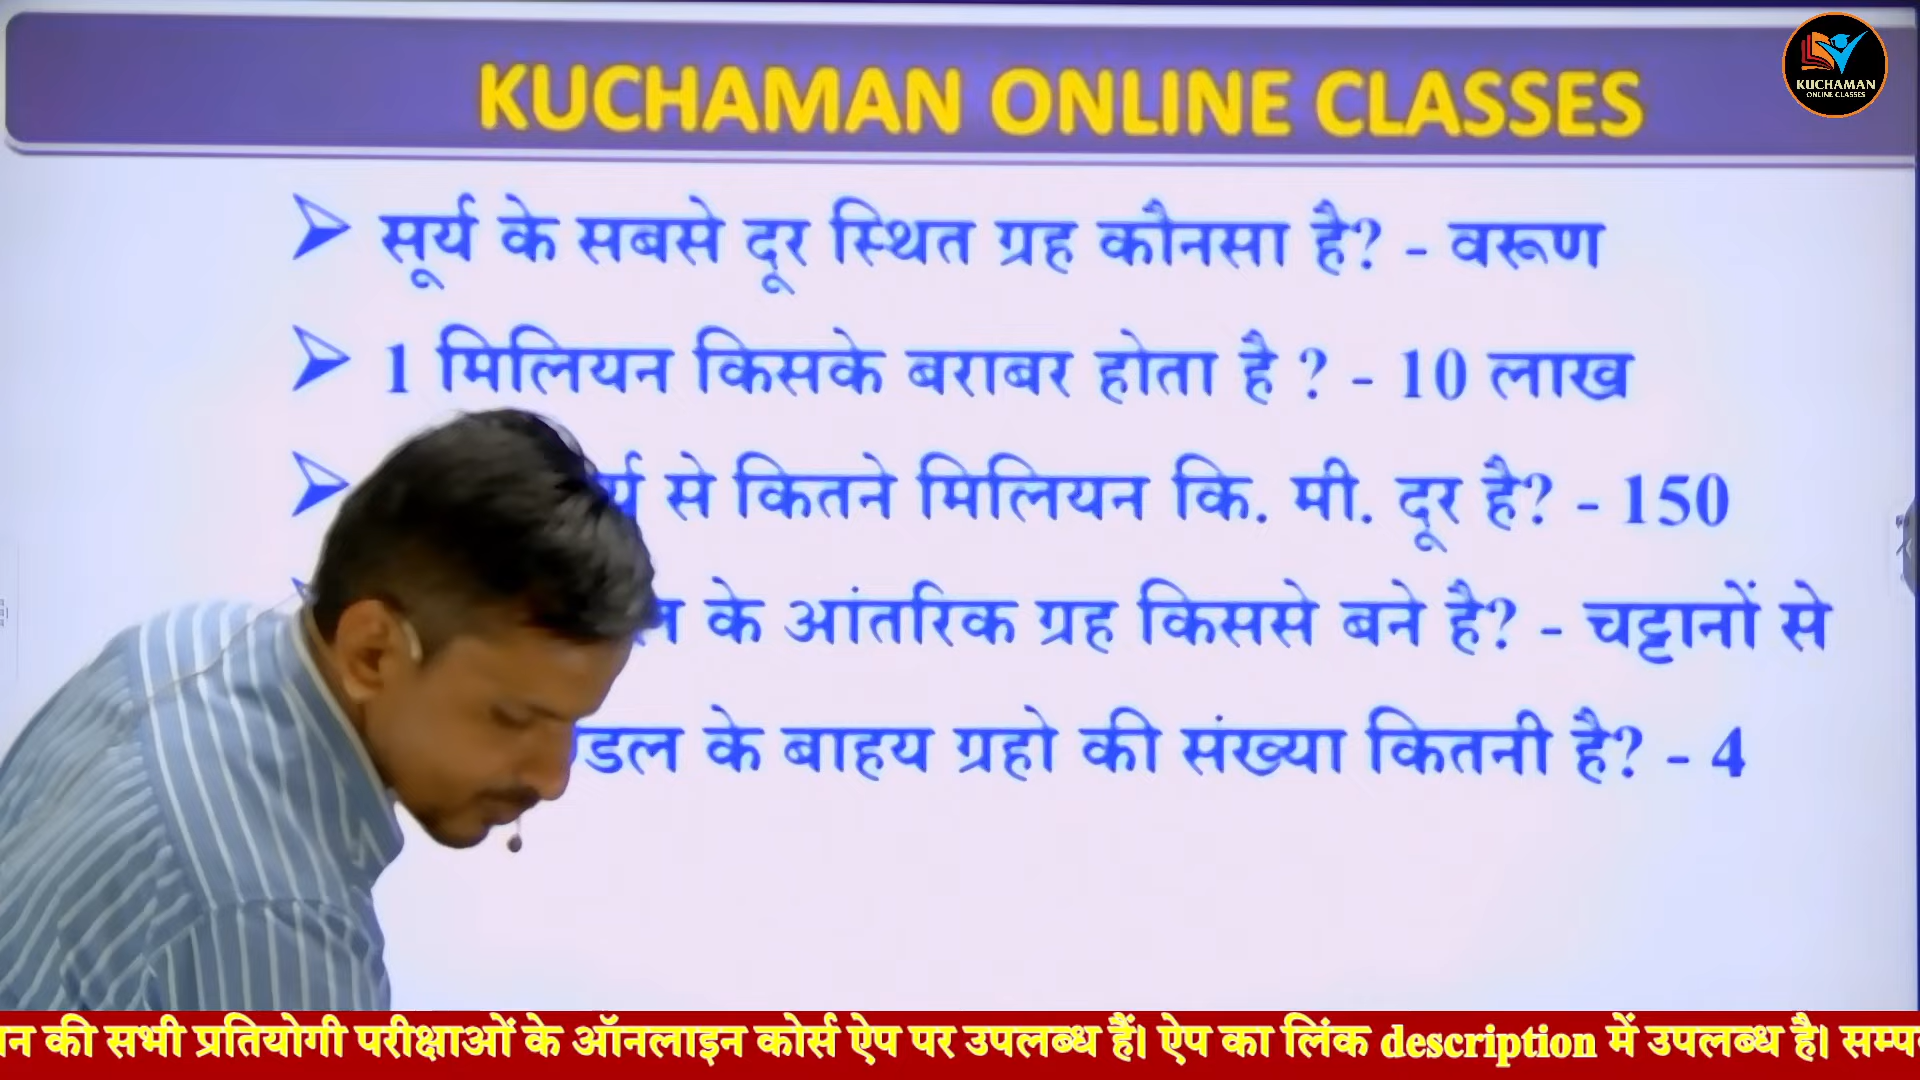 KUCHAMAN ONLINE CLASSES
KUCHAMAN
ONLINE CLASSES
सूर्य के सबसे दूर स्थित ग्रह कौनसा है? - वरूण
1 मिलियन किसके बराबर होता है ? - 10 लाख
से कितने मिलियन कि. मी. दूर है? - 150
के आंतरिक ग्रह किससे बने है? - चट्टानों से
के बाहय ग्रहो की संख्या कितनी है? - 4
की सभी प्रतियोगी परीक्षाओं के ऑनलाइन कोर्स ऐप पर उपलब्ध हैं। ऐप का लिंक description में उपलब्ध है।